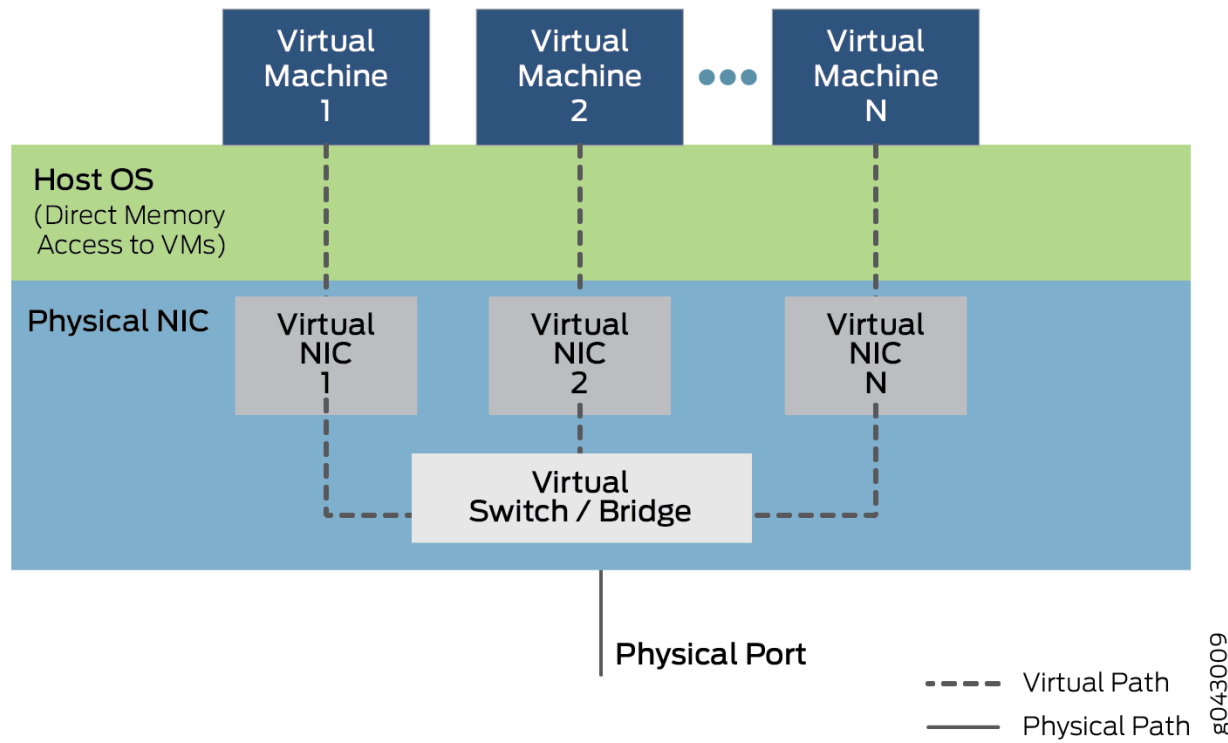 Virtual
Machine
1
Virtual
Machine
2
Virtual
Machine
N
Host OS
(Direct Memory
Access to VMs)
Physical NIC
Virtual
NIC
1
Virtual
NIC
2
Virtual
NIC
N
Virtual
Switch / Bridge
Physical Port
Virtual Path
Physical Path
g043009